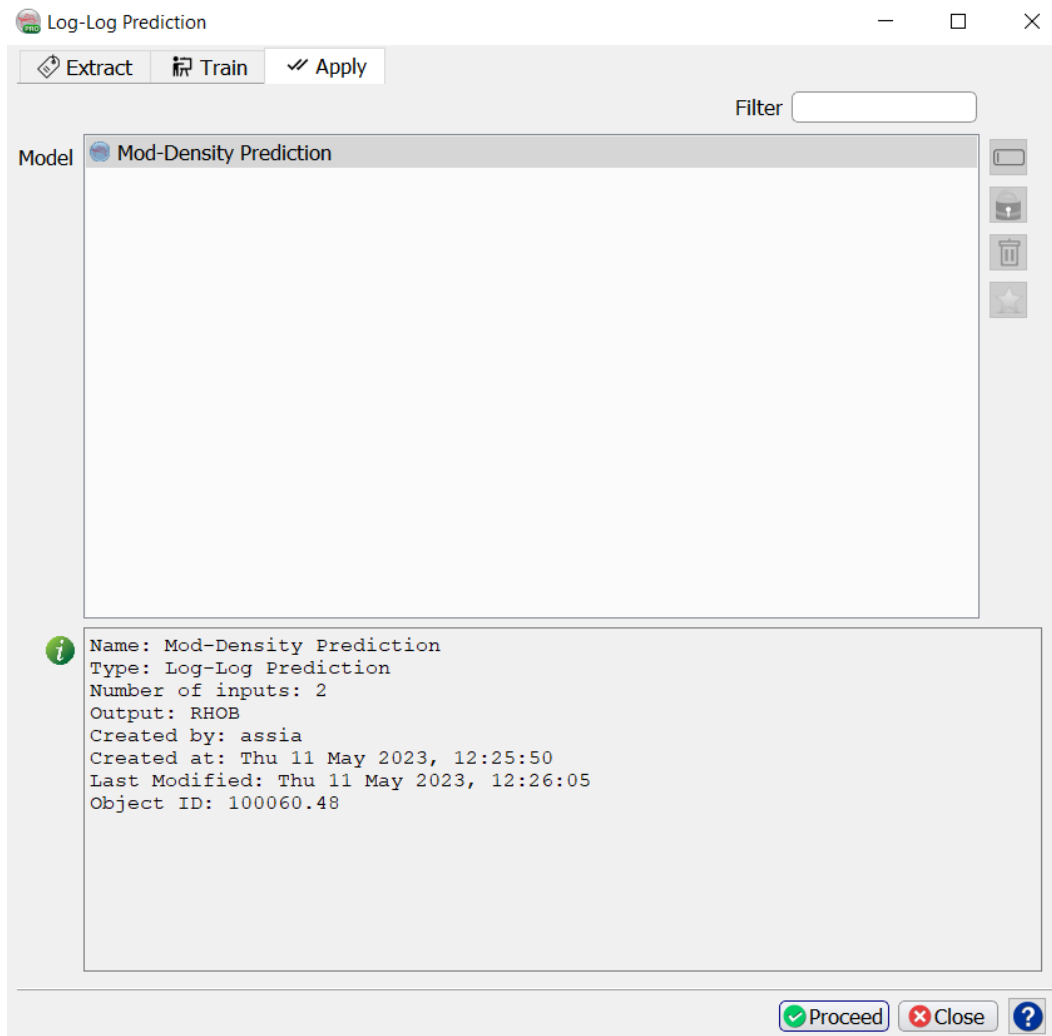 Log-Log Prediction
Extract Train Apply
Filter
Model Mod-Density Prediction
Name: Mod-Density Prediction
Type: Log-Log Prediction
Number of inputs: 2
Output: RHOB
Created by: assia
Created at: Thu 11 May 2023, 12:25:50
Last Modified: Thu 11 May 2023, 12:26:05
Object ID: 100060.48
Proceed Close ?